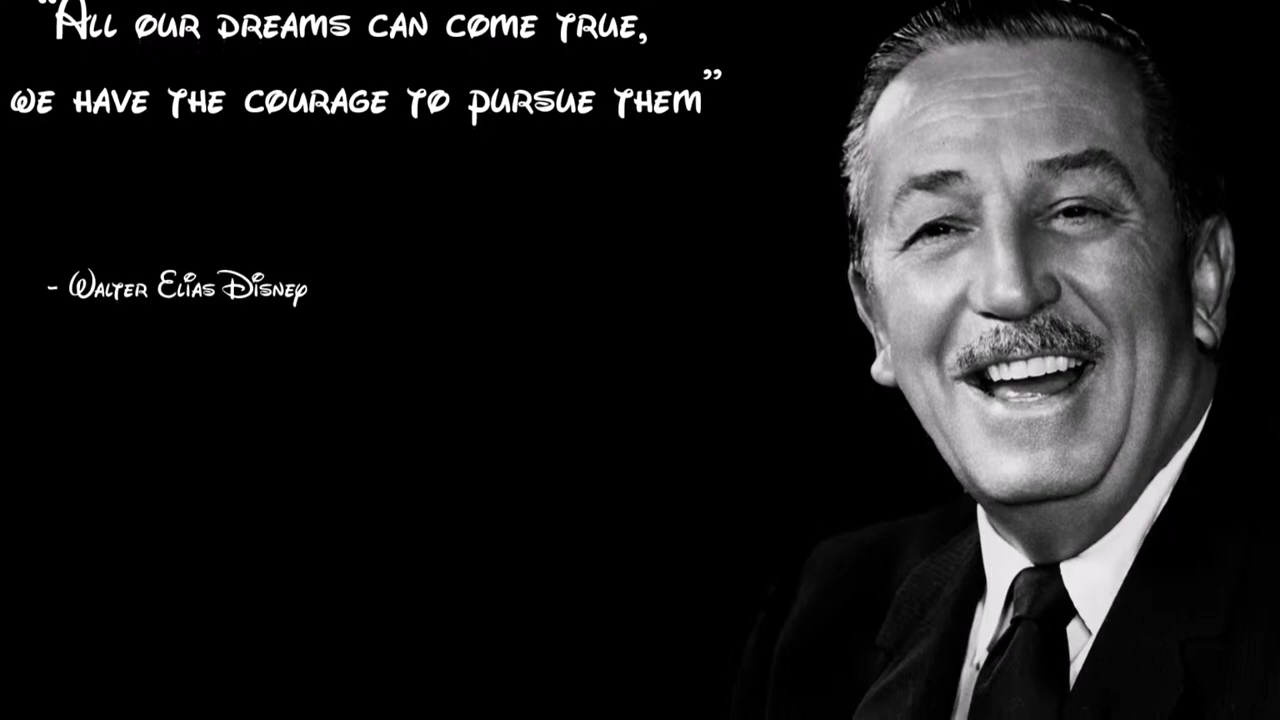 “All our dreams can come true,
we have the courage to pursue them”
- Walter Elias Disney